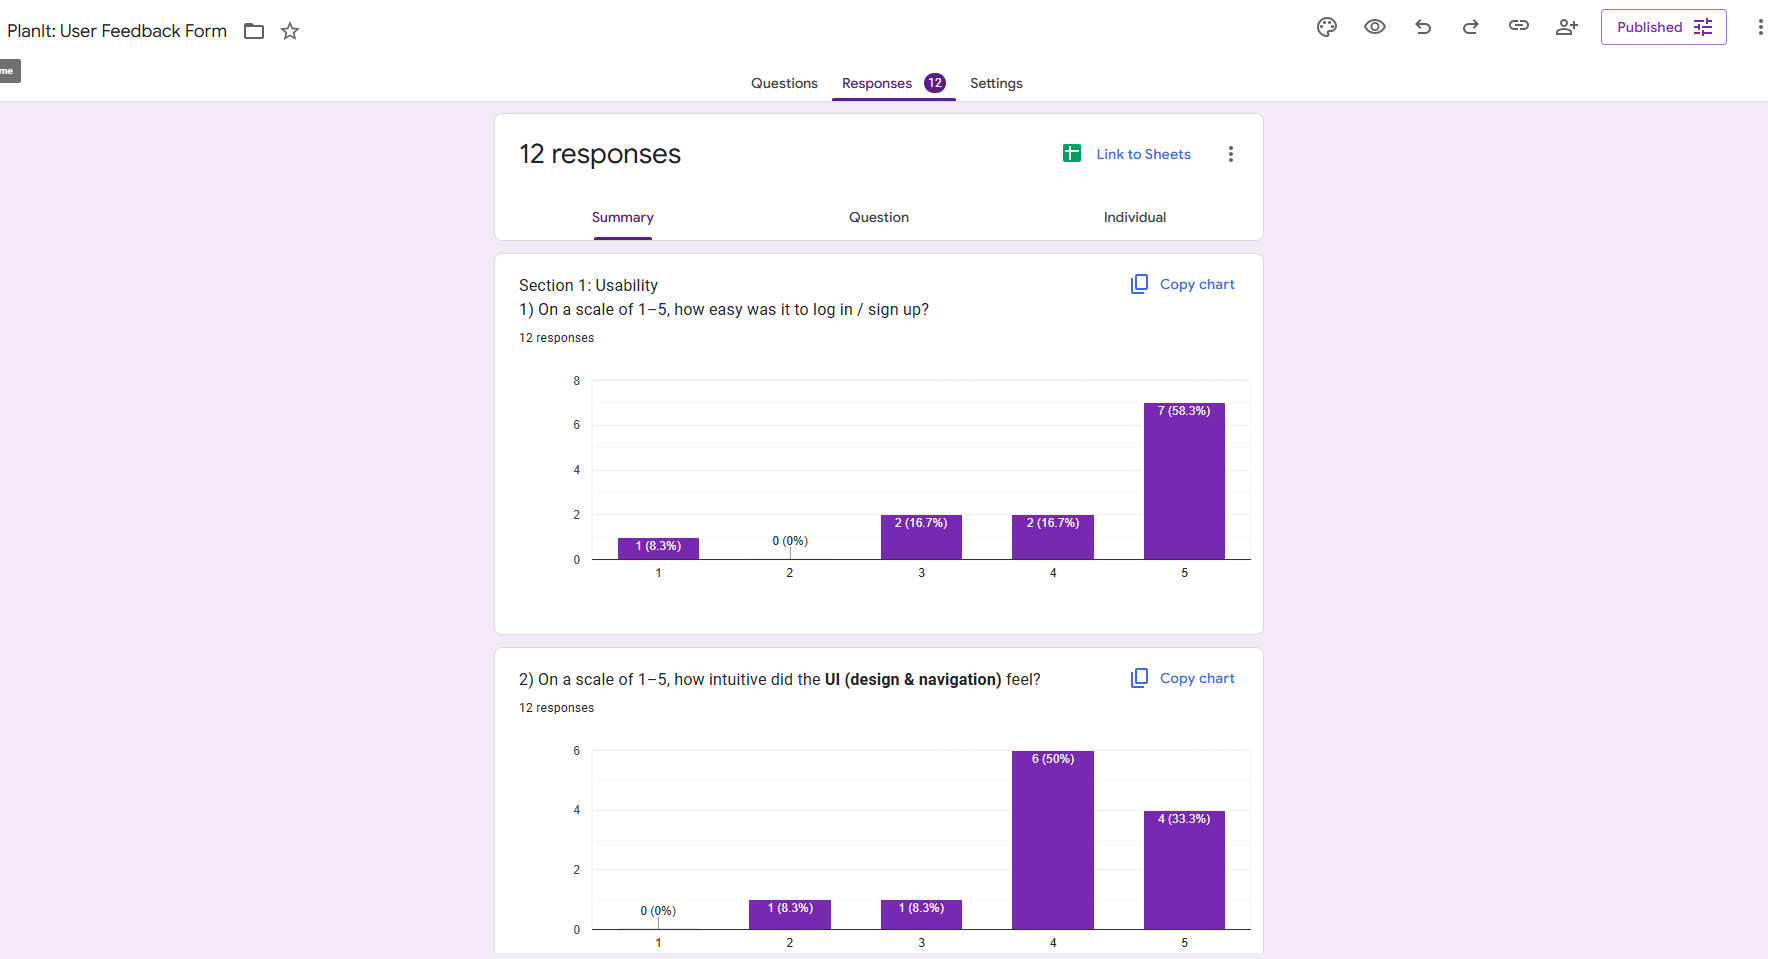 PlanIt: User Feedback Form
Published
me
Questions
Responses 12
Settings
12 responses
Link to Sheets
Summary
Question
Individual
Section 1: Usability
Copy chart
1) On a scale of 1–5, how easy was it to log in / sign up?
12 responses
8
6
4
2
0
7 (58.3%)
2 (16.7%)
2 (16.7%)
0 (0%)
1 (8.3%)
1
2
3
4
5
2) On a scale of 1–5, how intuitive did the UI (design & navigation) feel?
Copy chart
12 responses
6
4
2
0
6 (50%)
4 (33.3%)
0 (0%)
1 (8.3%)
1 (8.3%)
1
2
3
4
5